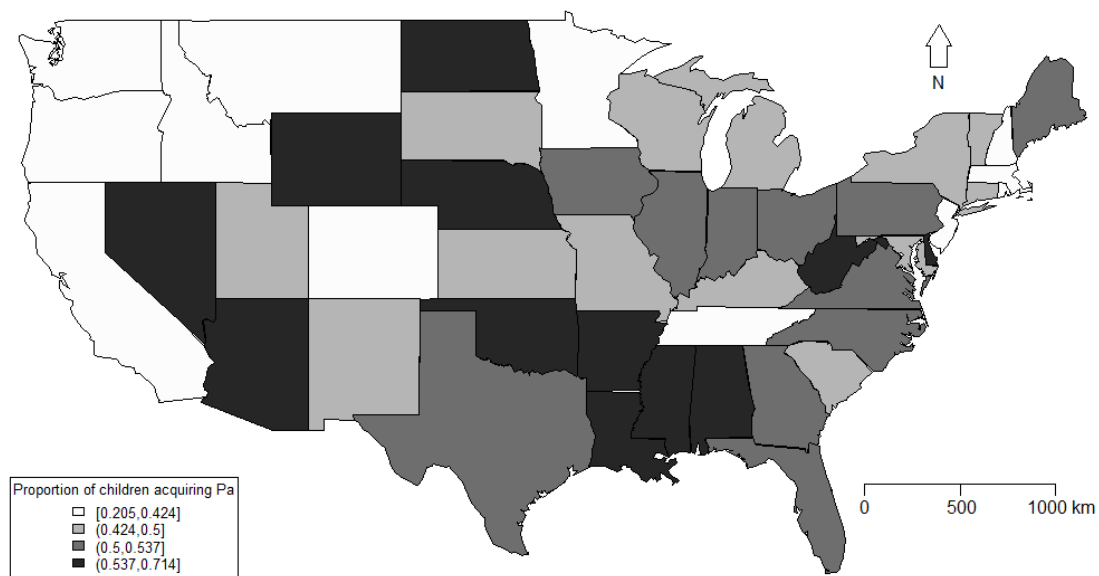 N
0 500 1000 km
Proportion of children acquiring Pa
[0.205,0.424]
(0.424,0.5]
(0.5,0.537]
(0.537,0.714]